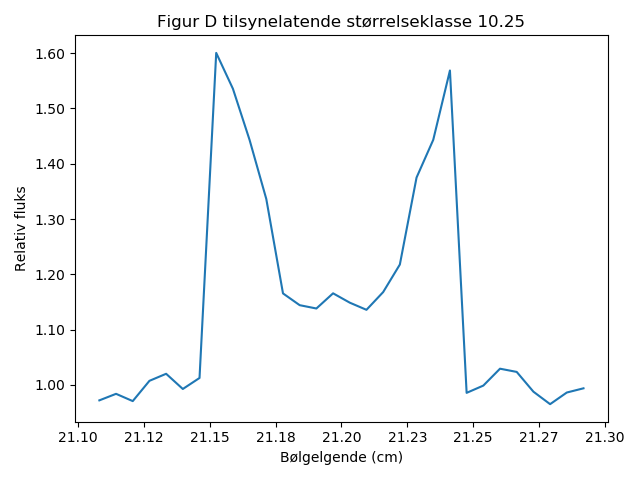 Figur D tilsynelatende størrelseklasse 10.25
Relativ fluks
1.60
1.50
1.40
1.30
1.20
1.10
1.00
21.10 21.12 21.15 21.18 21.20 21.23 21.25 21.27 21.30
Bølgelgende (cm)